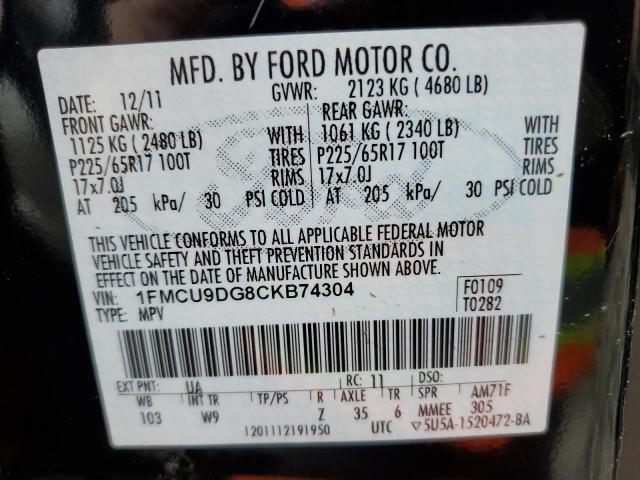 MFD. BY FORD MOTOR CO.
DATE: 12/11 GVWR: 2123 KG ( 4680 LB)
FRONT GAWR: REAR GAWR:
1125 KG ( 2480 LB) WITH 1061 KG ( 2340 LB) WITH
P225/65R17 100T TIRES P225/65R17 100T TIRES
17x7.0J RIMS 17x7.0J RIMS
AT 205 kPa/ 30 PSI COLD AT 205 kPa/ 30 PSI COLD
THIS VEHICLE CONFORMS TO ALL APPLICABLE FEDERAL MOTOR
VEHICLE SAFETY AND THEFT PREVENTION STANDARDS IN
EFFECT ON THE DATE OF MANUFACTURE SHOWN ABOVE.
VIN: 1FMCU9DG8CKB74304 F0109
TYPE: MPV T0282
EXT PNT: UA RC: 11 DSO:
WB INT TR TP/PS R AXLE TR SPR AM71F
103 W9 Z 35 6 MMEE 305
1201112191950 UTC ▽5U5A-1520472-BA
Ford